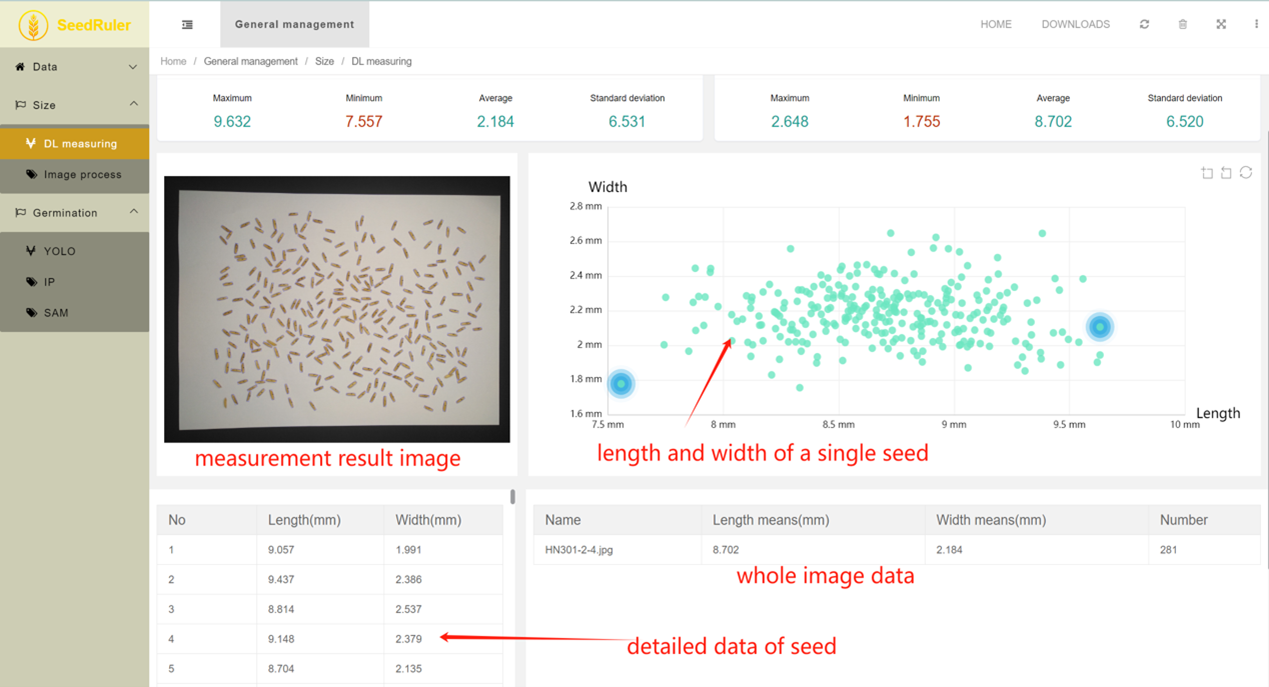 SeedRuler
General management
HOME DOWNLOADS
Data
Home / General management / Size / DL measuring
Size
DL measuring
Image process
Germination
YOLO
IP
SAM
Maximum Minimum Average Standard deviation
9.632 7.557 2.184 6.531
Maximum Minimum Average Standard deviation
2.648 1.755 8.702 6.520
measurement result image
Width
2.8 mm
2.6 mm
2.4 mm
2.2 mm
2 mm
1.8 mm
1.6 mm
7.5 mm 8 mm 8.5 mm 9 mm 9.5 mm 10 mm
Length
length and width of a single seed
No Length(mm) Width(mm)
1 9.057 1.991
2 9.437 2.386
3 8.814 2.537
4 9.148 2.379
5 8.704 2.135
Name Length means(mm) Width means(mm) Number
HN301-2-4.jpg 8.702 2.184 281
whole image data
detailed data of seed